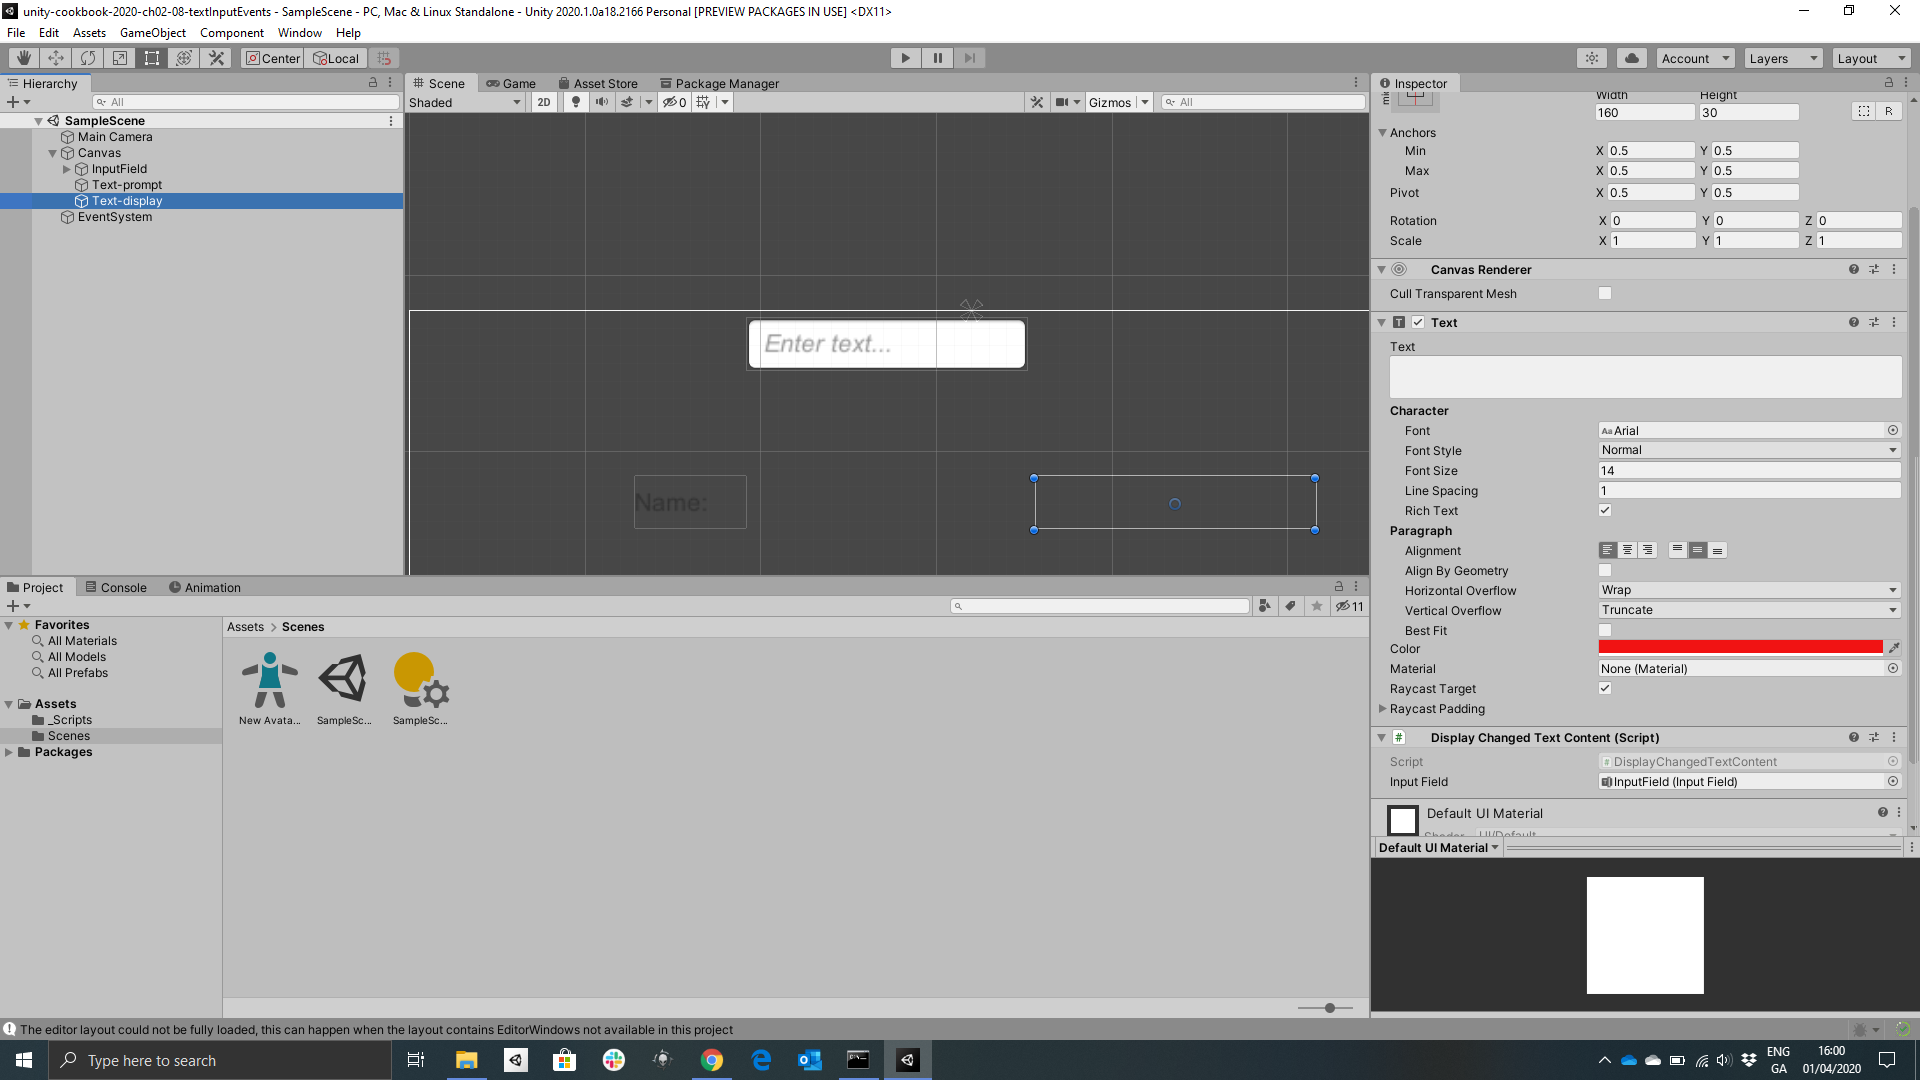 unity-cookbook-2020-ch02-08-textInputEvents - SampleScene - PC, Mac & Linux Standalone - Unity 2020.1.0a18.2166 Personal [PREVIEW PACKAGES IN USE] <DX11>
File Edit Assets GameObject Component Window Help
Center Local Account Layers Layout
Hierarchy
All
SampleScene
Main Camera
Canvas
InputField
Text-prompt
Text-display
EventSystem
Scene Game Asset Store Package Manager
Shaded 2D 0 Gizmos All
Enter text...
Name:
Inspector
Width Height
160 30 R
Anchors
Min X 0.5 Y 0.5
Max X 0.5 Y 0.5
Pivot X 0.5 Y 0.5
Rotation X 0 Y 0 Z 0
Scale X 1 Y 1 Z 1
Canvas Renderer
Cull Transparent Mesh
Text
Text
Character
Font Arial
Font Style Normal
Font Size 14
Line Spacing 1
Rich Text
Paragraph
Alignment
Align By Geometry
Horizontal Overflow Wrap
Vertical Overflow Truncate
Best Fit
Color
Material None (Material)
Raycast Target
Raycast Padding
Display Changed Text Content (Script)
Script # DisplayChangedTextContent
Input Field InputField (Input Field)
Default UI Material
Shader UI/Default
Default UI Material
Project Console Animation
11
Favorites
All Materials
All Models
All Prefabs
Assets
_Scripts
Scenes
Packages
Assets > Scenes
New Avata... SampleSc... SampleSc...
The editor layout could not be fully loaded, this can happen when the layout contains EditorWindows not available in this project
Type here to search
ENG
GA
16:00
01/04/2020